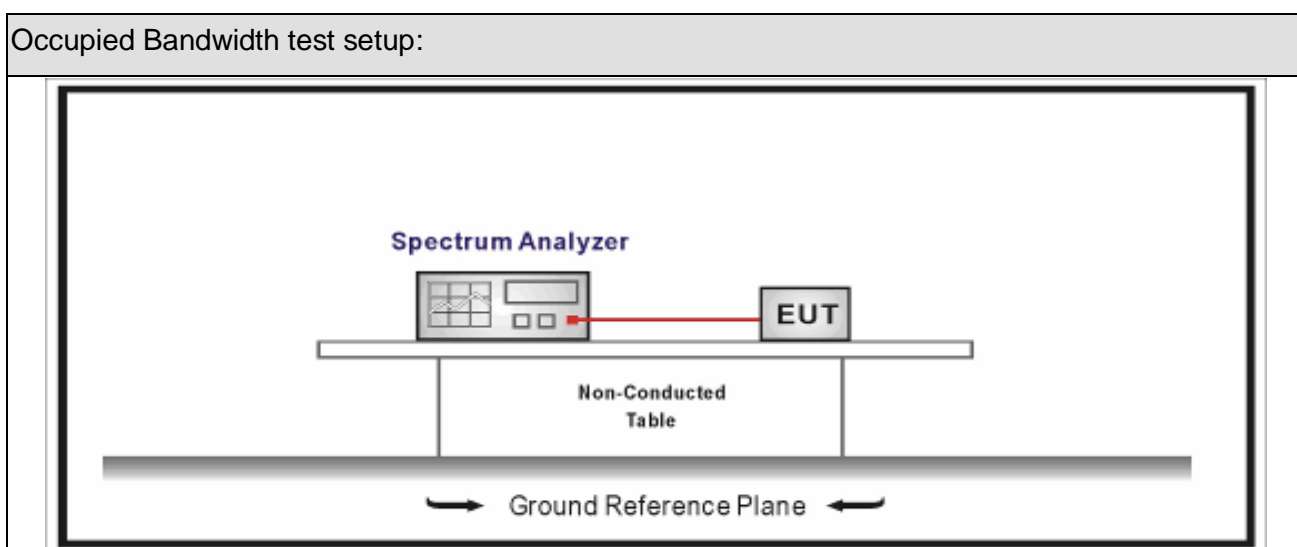 Occupied Bandwidth test setup:
Spectrum Analyzer
EUT
Non-Conducted
Table
Ground Reference Plane